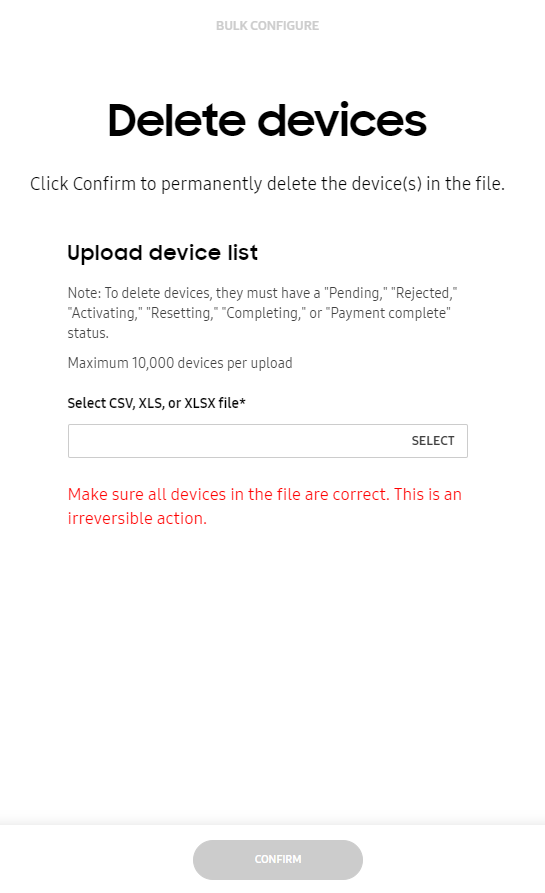 BULK CONFIGURE
Delete devices
Click Confirm to permanently delete the device(s) in the file.
Upload device list
Note: To delete devices, they must have a "Pending," "Rejected,"
"Activating," "Resetting," "Completing," or "Payment complete"
status.
Maximum 10,000 devices per upload
Select CSV, XLS, or XLSX file*
SELECT
Make sure all devices in the file are correct. This is an
irreversible action.
CONFIRM